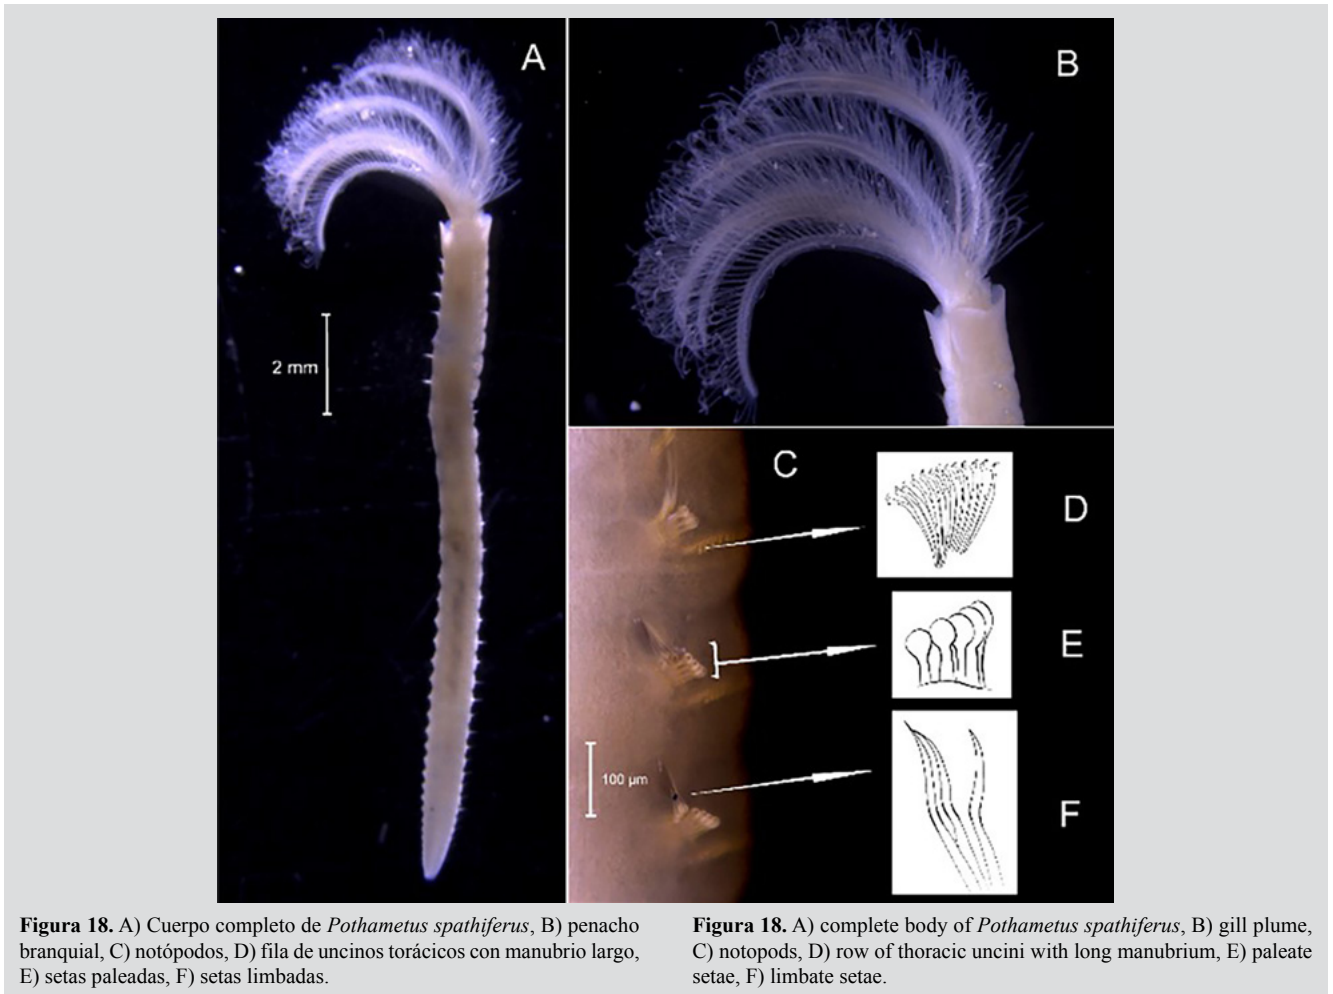 A
B
2 mm
C
D
E
100 µm
F
Figura 18. A) Cuerpo completo de Pothametus spathiferus, B) penacho
branquial, C) notópodos, D) fila de uncinos torácicos con manubrio largo,
E) setas paleadas, F) setas limbadas.
Figura 18. A) complete body of Pothametus spathiferus, B) gill plume,
C) notopods, D) row of thoracic uncini with long manubrium, E) paleate
setae, F) limbate setae.